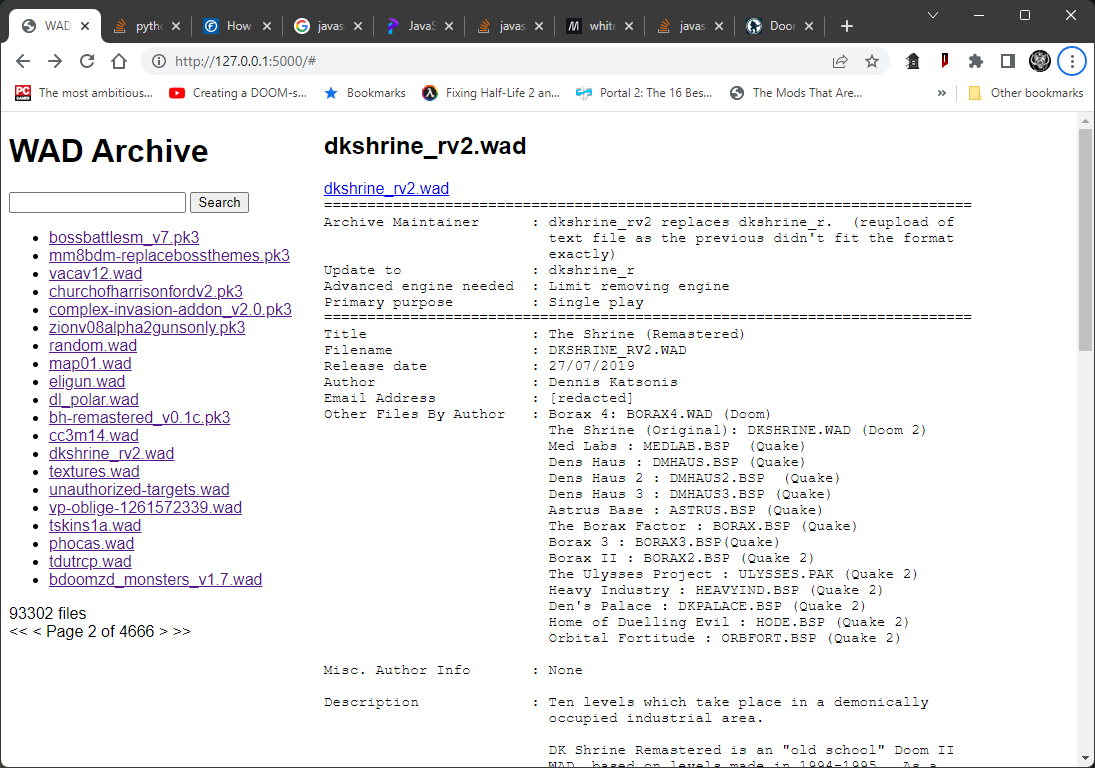 WAD
pytho
How
javas
JavaS
javas
white
javas
Doom
http://127.0.0.1:5000/#
The most ambitious...
Creating a DOOM-s...
Bookmarks
Fixing Half-Life 2 an...
Portal 2: The 16 Bes...
The Mods That Are...
»
Other bookmarks
WAD Archive
Search
bossbattlesm_v7.pk3
mm8bdm-replacebossthemes.pk3
vacav12.wad
churchofharrisonfordv2.pk3
complex-invasion-addon_v2.0.pk3
zionv08alpha2gunsonly.pk3
random.wad
map01.wad
eligun.wad
dl_polar.wad
bh-remastered_v0.1c.pk3
cc3m14.wad
dkshrine_rv2.wad
textures.wad
unauthorized-targets.wad
vp-oblige-1261572339.wad
tskins1a.wad
phocas.wad
tdutrcp.wad
bdoomzd_monsters_v1.7.wad
93302 files
<< < Page 2 of 4666 > >>
dkshrine_rv2.wad
dkshrine_rv2.wad
===========================================================================
Archive Maintainer      : dkshrine_rv2 replaces dkshrine_r.  (reupload of
text file as the previous didn't fit the format
exactly)
Update to               : dkshrine_r
Advanced engine needed  : Limit removing engine
Primary purpose         : Single play
===========================================================================
Title                   : The Shrine (Remastered)
Filename                : DKSHRINE_RV2.WAD
Release date            : 27/07/2019
Author                  : Dennis Katsonis
Email Address           : [redacted]
Other Files By Author   : Borax 4: BORAX4.WAD (Doom)
The Shrine (Original): DKSHRINE.WAD (Doom 2)
Med Labs : MEDLAB.BSP  (Quake)
Dens Haus : DMHAUS.BSP (Quake)
Dens Haus 2 : DMHAUS2.BSP  (Quake)
Dens Haus 3 : DMHAUS3.BSP (Quake)
Astrus Base : ASTRUS.BSP (Quake)
The Borax Factor : BORAX.BSP (Quake)
Borax 3 : BORAX3.BSP(Quake)
Borax II : BORAX2.BSP (Quake 2)
The Ulysses Project : ULYSSES.PAK (Quake 2)
Heavy Industry : HEAVYIND.BSP (Quake 2)
Den's Palace : DKPALACE.BSP (Quake 2)
Home of Duelling Evil : HODE.BSP (Quake 2)
Orbital Fortitude : ORBFORT.BSP (Quake 2)
Misc. Author Info       : None
Description             : Ten levels which take place in a demonically
occupied industrial area.
DK Shrine Remastered is an "old school" Doom II
WAD, based on levels made in 1994-1995.  As a